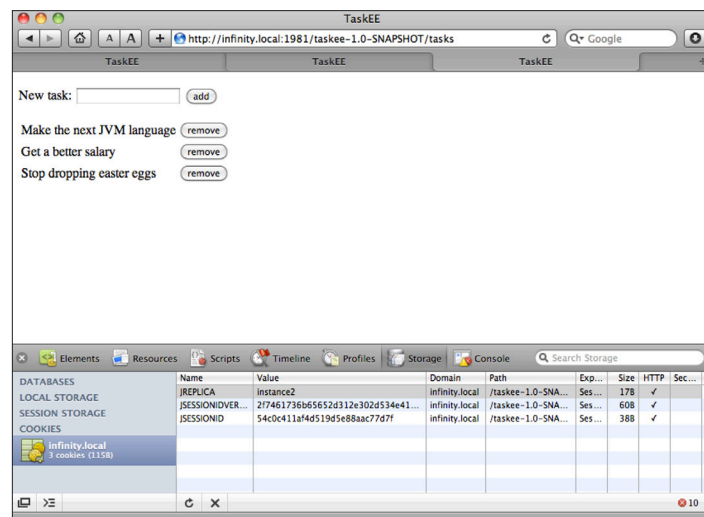 TaskEE
A A + http://infinity.local:1981/taskee-1.0-SNAPSHOT/tasks Google
TaskEE TaskEE TaskEE
New task: add
Make the next JVM language remove
Get a better salary remove
Stop dropping easter eggs remove
Elements Resources Scripts Timeline Profiles Storage Console Search Storage
DATABASES
LOCAL STORAGE
SESSION STORAGE
COOKIES
infinity.local
3 cookies (115B)
Name Value Domain Path Exp... Size HTTP Sec...
JREPLICA instance2 infinity.local /taskee-1.0-SNA... Ses... 17B ✓
JSESSIONIDVER... 2f7461736b65652d312e302d534e41... infinity.local /taskee-1.0-SNA... Ses... 60B ✓
JSESSIONID 54c0c411af4d519d5e88aac77d7f infinity.local /taskee-1.0-SNA... Ses... 38B ✓
10